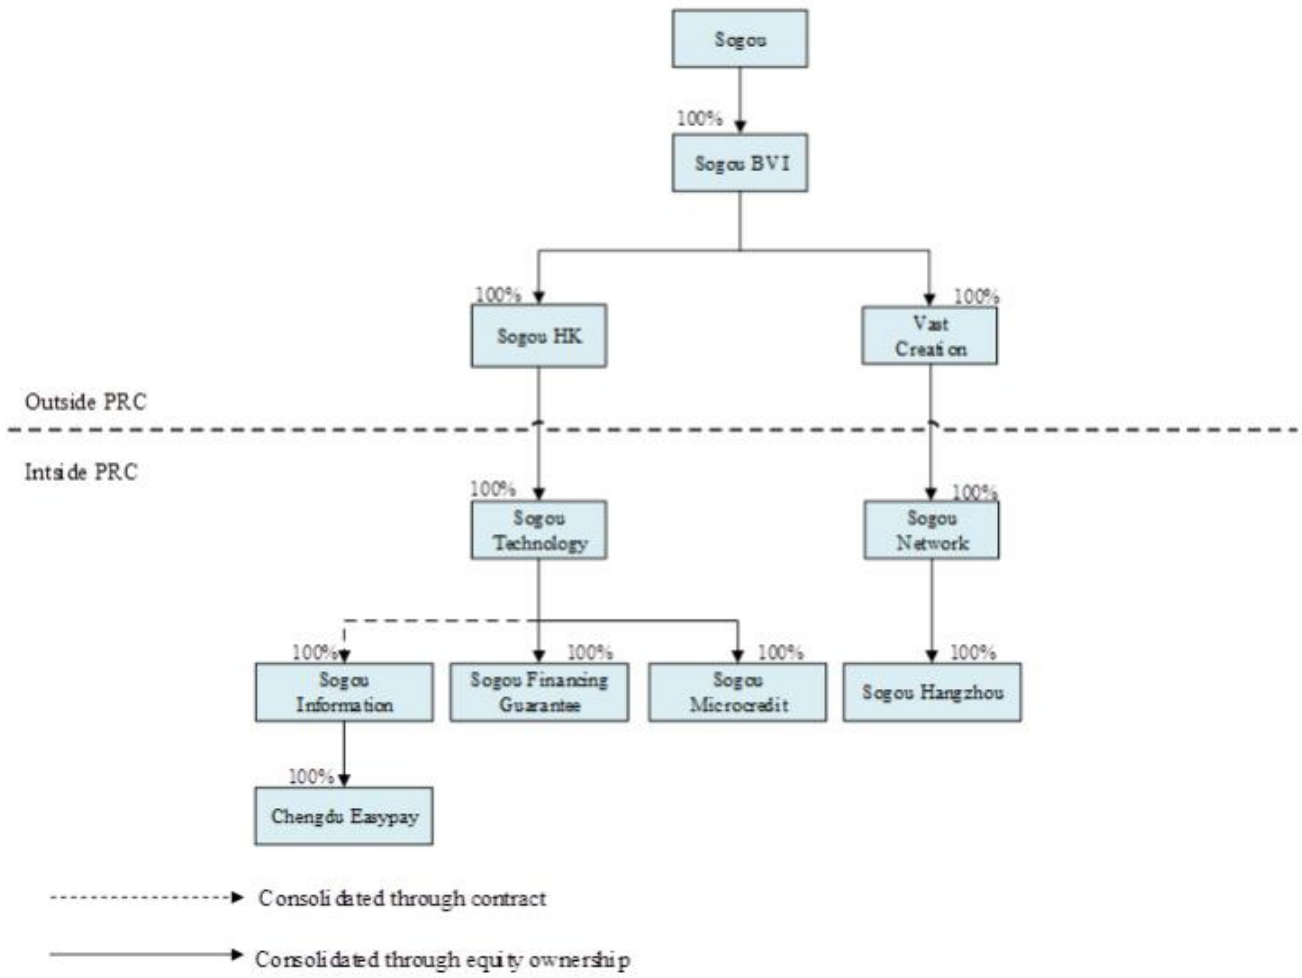 Sogou
100%
Sogou BVI
100%
100%
Sogou HK
Vast
Creation
Outside PRC
Intside PRC
100%
100%
Sogou
Technology
Sogou
Network
100%
100%
100%
100%
Sogou
Information
Sogou Financing
Guarantee
Sogou
Microcredit
Sogou Hangzhou
100%
Chengdu Easypay
Consolidated through contract
Consolidated through equity ownership